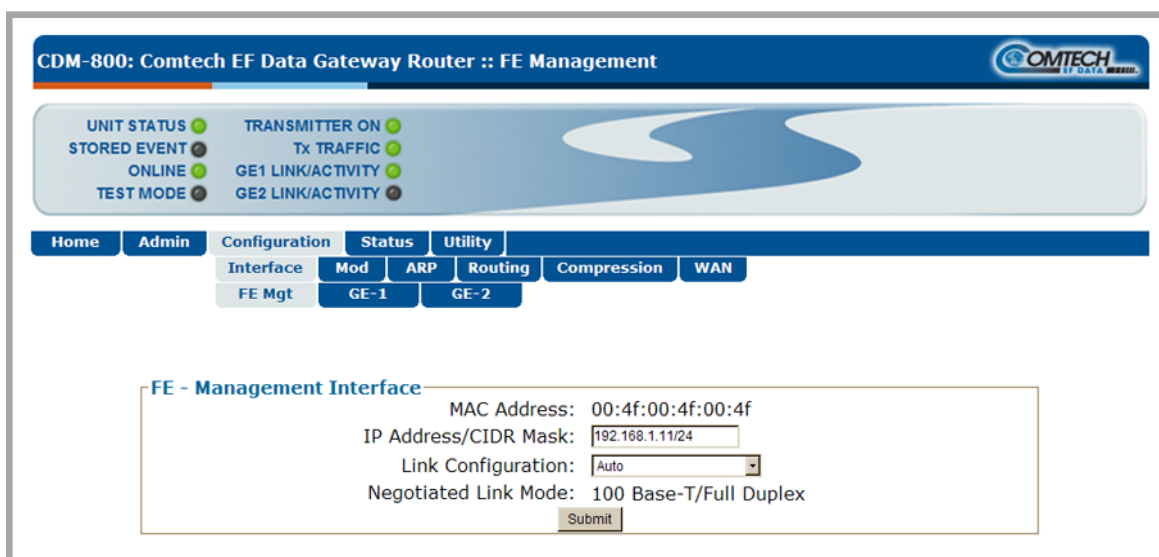 CDM-800: Comtech EF Data Gateway Router :: FE Management
COMTECH
EF DATA
UNIT STATUS TRANSMITTER ON
STORED EVENT Tx TRAFFIC
ONLINE GE1 LINK/ACTIVITY
TEST MODE GE2 LINK/ACTIVITY
Home Admin Configuration Status Utility
Interface Mod ARP Routing Compression WAN
FE Mgt GE-1 GE-2
FE - Management Interface
MAC Address: 00:4f:00:4f:00:4f
IP Address/CIDR Mask: 192.168.1.11/24
Link Configuration: Auto
Negotiated Link Mode: 100 Base-T/Full Duplex
Submit